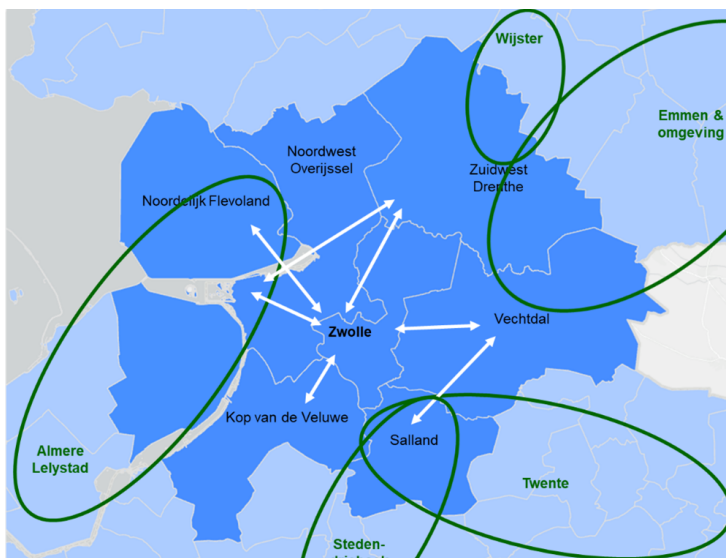 Wijster
Emmen &
omgeving
Noordwest
Overijssel
Zuidwest
Drenthe
Noordelijk Flevoland
Vechtdal
Zwolle
Kop van de Veluwe
Salland
Almere
Lelystad
Twente
Steden-